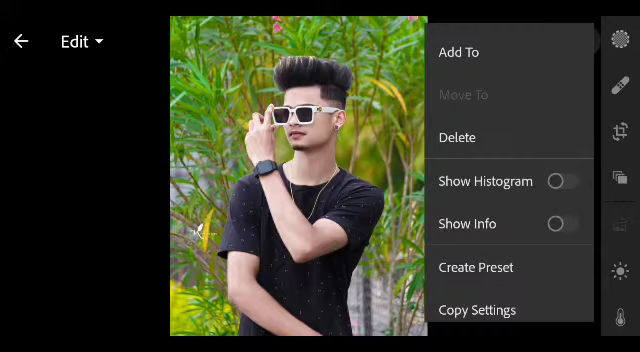 Edit
Add To
Move To
Delete
Show Histogram
Show Info
Create Preset
Copy Settings